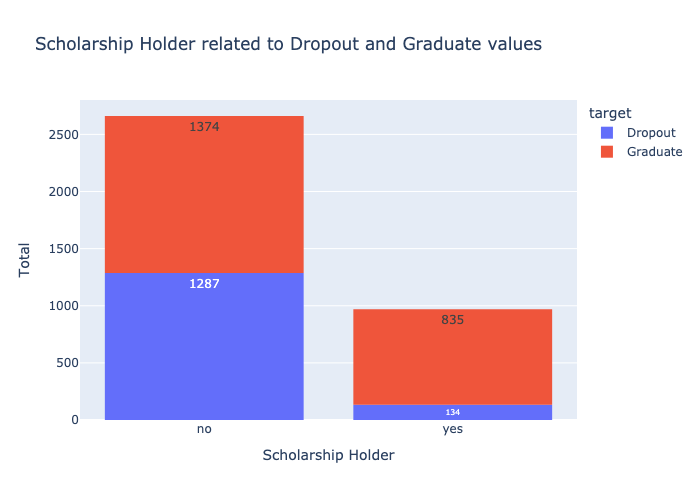 Scholarship Holder related to Dropout and Graduate values
target
Dropout
Graduate
Total
2500
2000
1500
1000
500
0
1374
1287
835
134
no
yes
Scholarship Holder